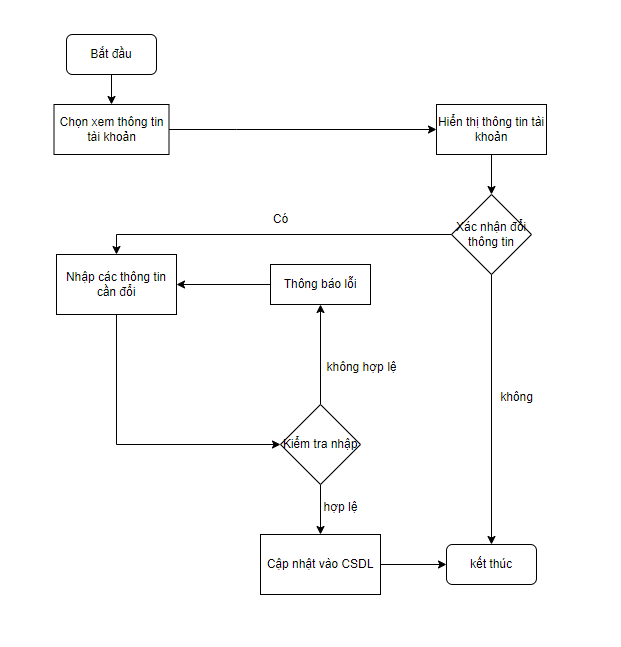 Bắt đầu
Chọn xem thông tin
tài khoản
Hiển thị thông tin tài
khoản
Xác nhận đổi
thông tin
Có
Nhập các thông tin
cần đổi
Thông báo lỗi
không hợp lệ
không
Kiểm tra nhập
hợp lệ
Cập nhật vào CSDL
kết thúc